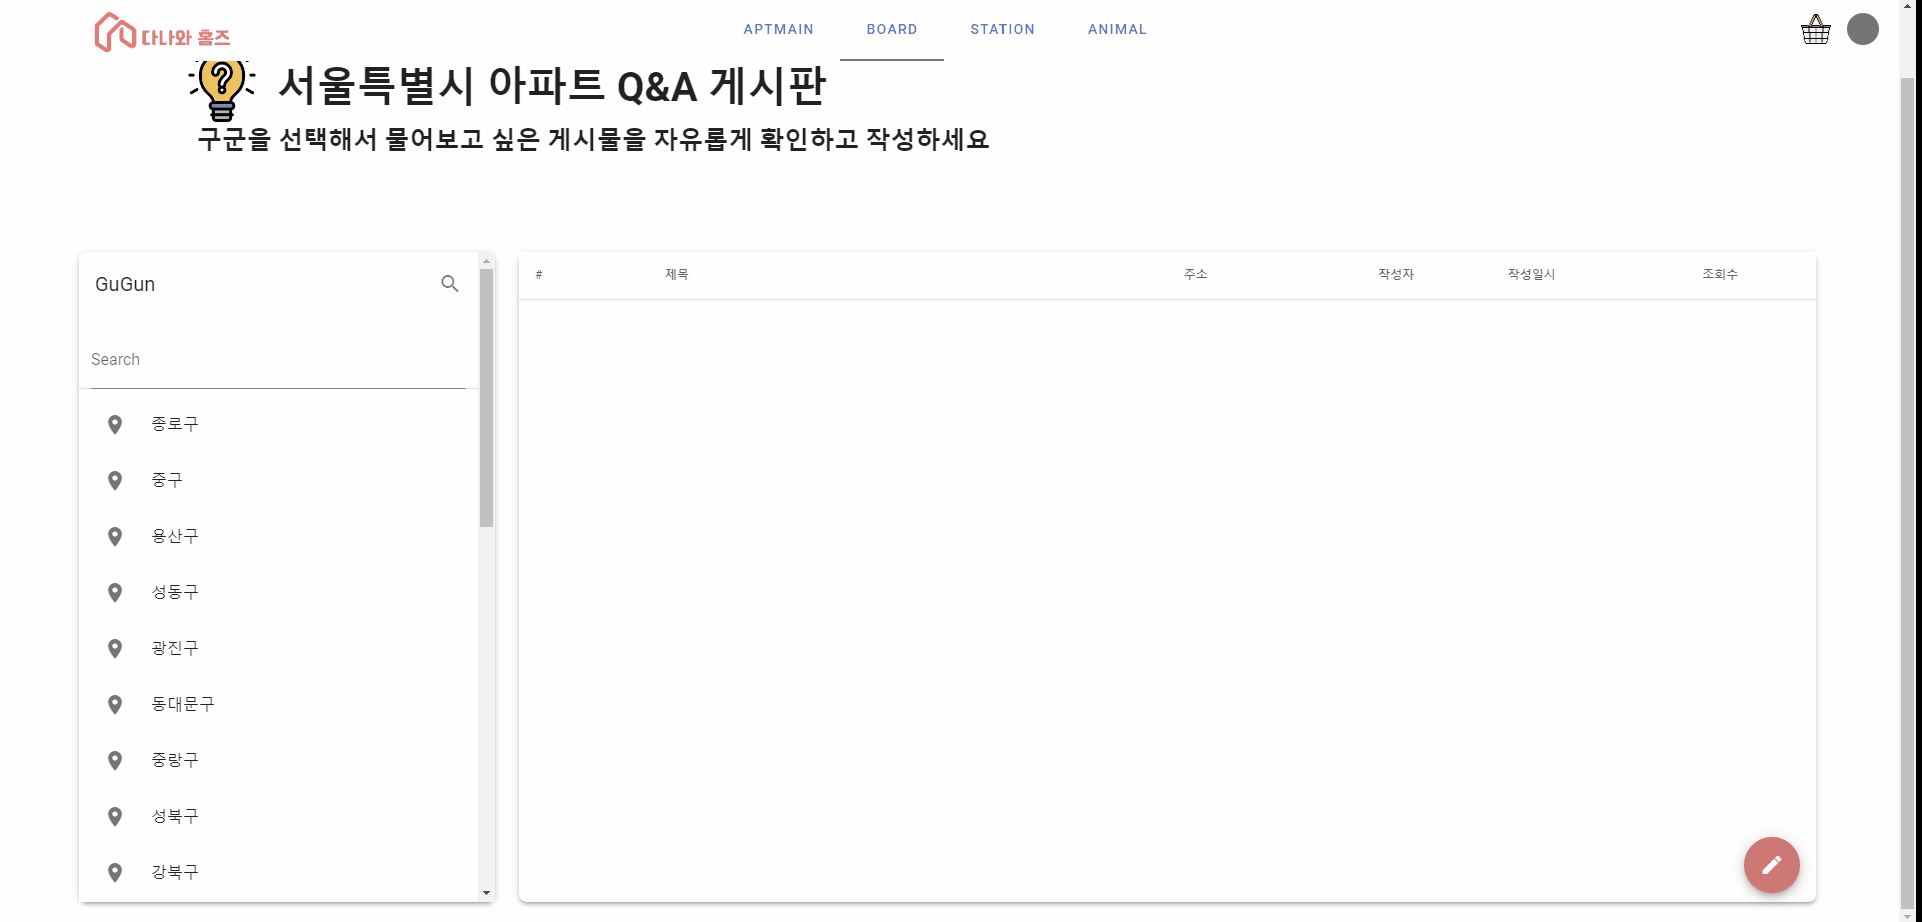 다나와 홈즈
APTMAIN
BOARD
STATION
ANIMAL
서울특별시 아파트 Q&A 게시판
구군을 선택해서 물어보고 싶은 게시물을 자유롭게 확인하고 작성하세요
GuGun
Search
종로구
중구
용산구
성동구
광진구
동대문구
중랑구
성북구
강북구
# 제목 주소 작성자 작성일시 조회수